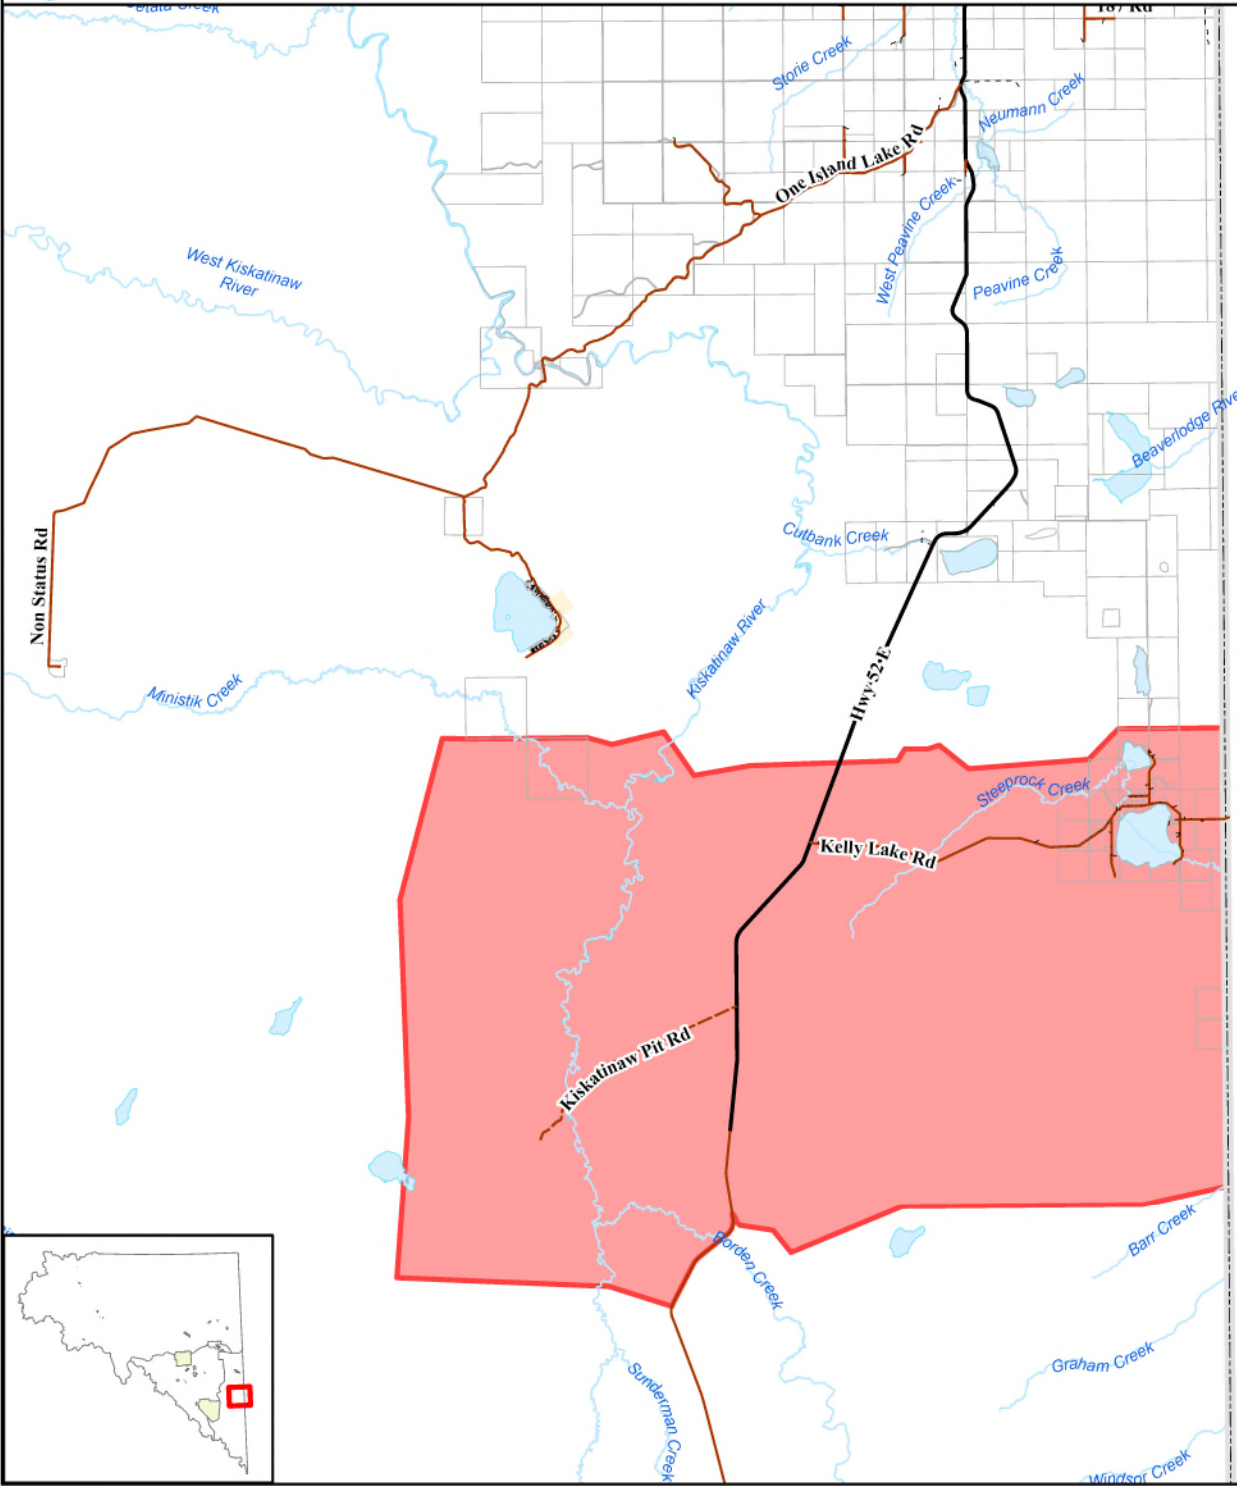 187 Rd
Storie Creek
Neumann Creek
One Island Lake Rd
West Peavine Creek
Peavine Creek
West Kiskatinaw
River
Cutbank Creek
Non Status Rd
Kiskatinaw River
Hwy 52 E
Ministik Creek
Steeprock Creek
Kelly Lake Rd
Kiskatinaw Pit Rd
Borden Creek
Barr Creek
Graham Creek
Sunderman Creek
Windsor Creek